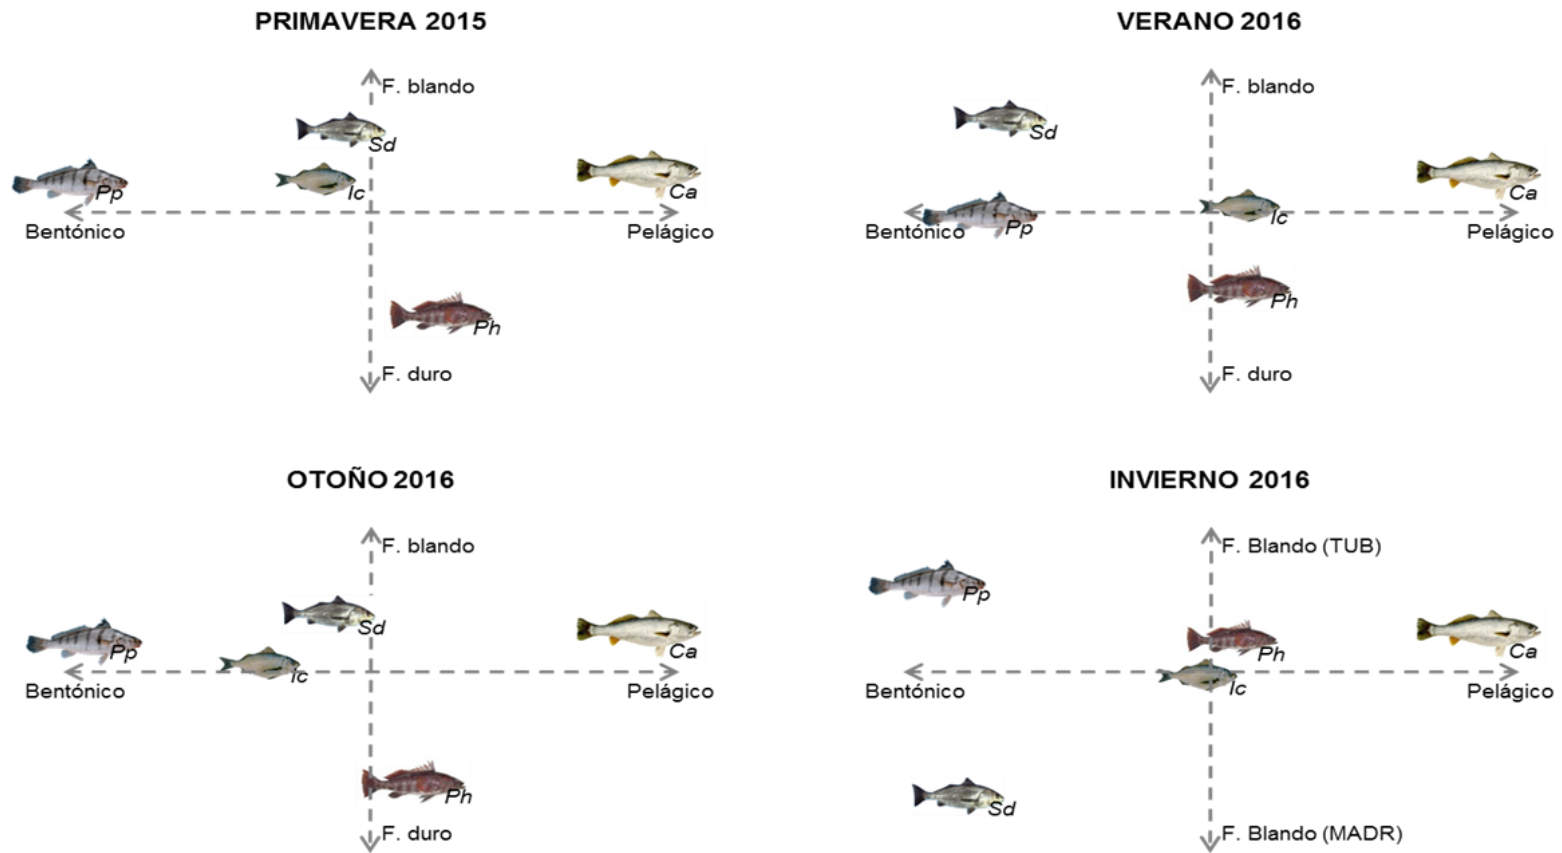 PRIMAVERA 2015
F. blando
Sd
Pp
Ic
Ca
Bentónico
Pelágico
Ph
F. duro
VERANO 2016
F. blando
Sd
Ca
Pp
Ic
Bentónico
Pelágico
Ph
F. duro
OTOÑO 2016
F. blando
Sd
Pp
Ca
Ic
Bentónico
Pelágico
Ph
F. duro
INVIERNO 2016
F. Blando (TUB)
Pp
Ph
Ca
Ic
Bentónico
Pelágico
Sd
F. Blando (MADR)